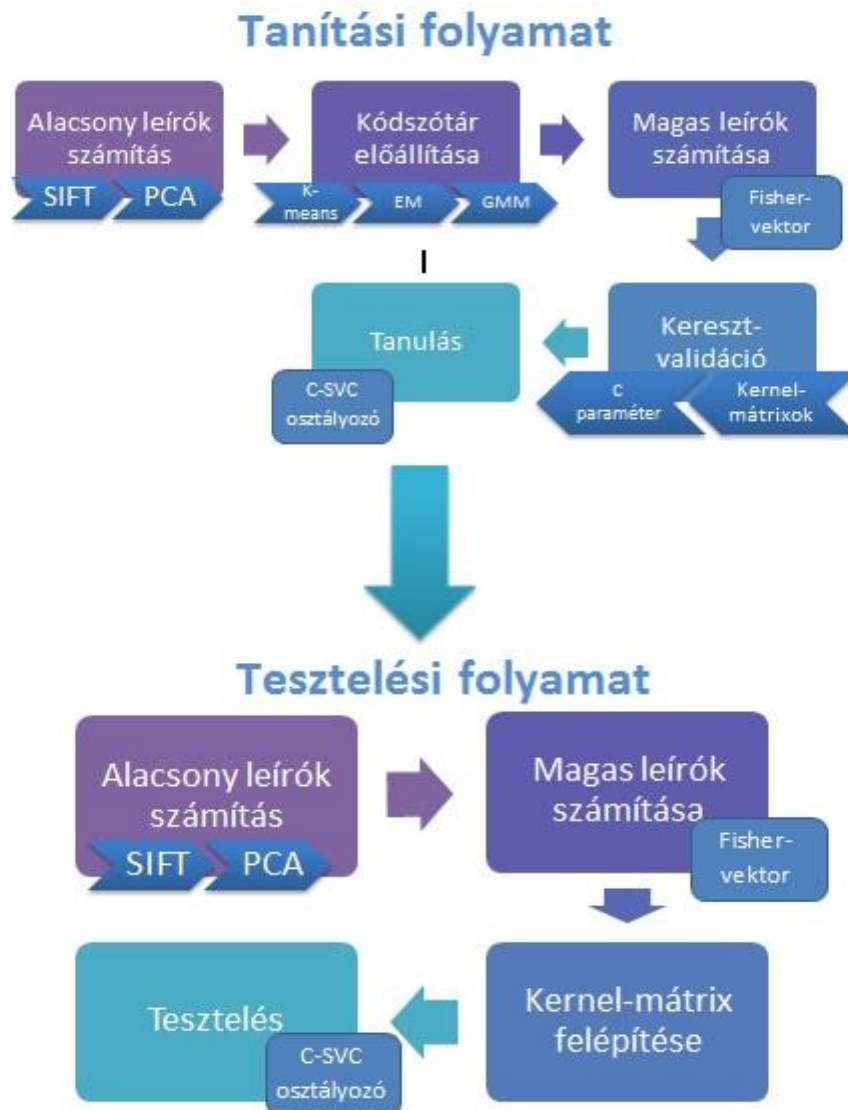 Tanítási folyamat
Alacsony leírók
számítás
SIFT
PCA
Kódszótár
előállítása
K-
means
EM
GMM
Magas leírók
számítása
Fisher-
vektor
Kereszt-
validáció
Kernel-
mátrixok
C
paraméter
Tanulás
C-SVC
osztályozó
Tesztelési folyamat
Alacsony leírók
számítás
SIFT
PCA
Magas leírók
számítása
Fisher-
vektor
Kernel-mátrix
felépítése
Tesztelés
C-SVC
osztályozó